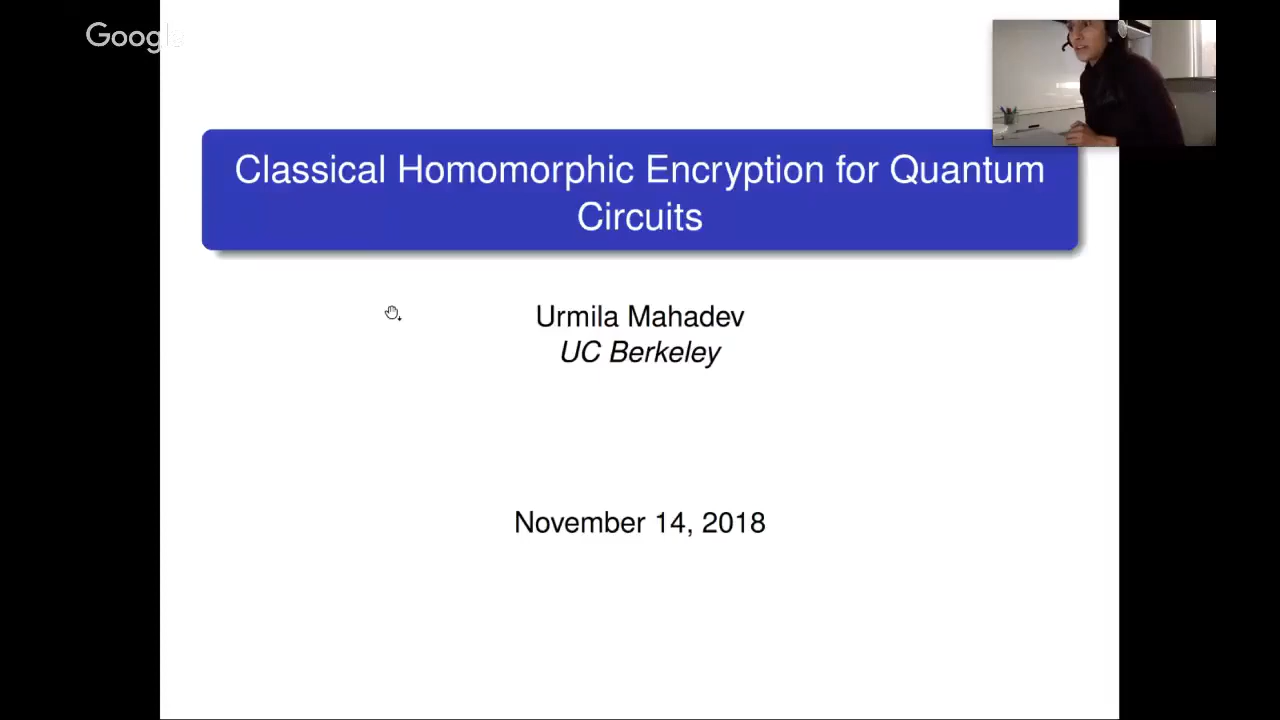 Google
Classical Homomorphic Encryption for Quantum
Circuits
Urmila Mahadev
UC Berkeley
November 14, 2018